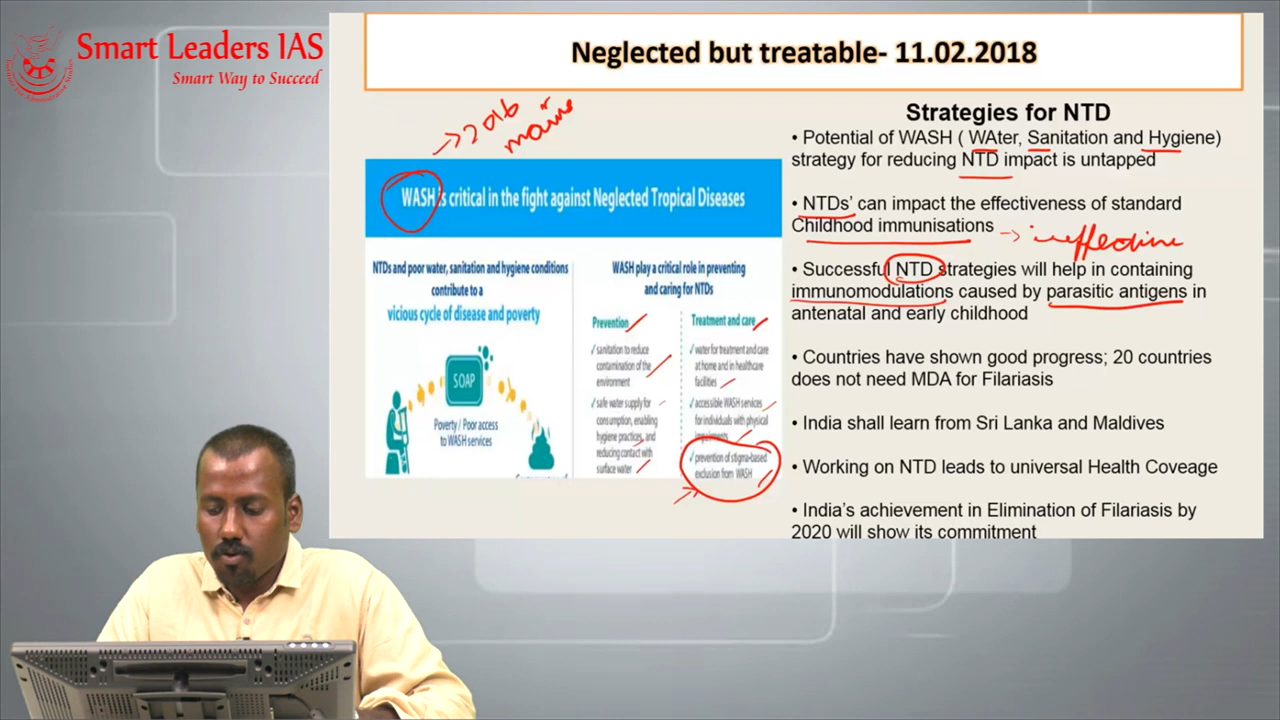 Smart Leaders IAS
Smart Way to Succeed
Neglected but treatable- 11.02.2018
2016
WASH is critical in the fight against Neglected Tropical Diseases
NTDs and poor water, sanitation and hygiene conditions
contribute to a
vicious cycle of disease and poverty
SOAP
Poverty / Poor access
to WASH services
WASH play a critical role in preventing
and caring for NTDs
Prevention
sanitation to reduce
contamination of the
environment
safe water supply for
consumption, enabling
hygiene practices, and
reducing contact with
surface water
Treatment and care
water for treatment and care
at home and in healthcare
facilities
accessible WASH services
for individuals with physical
impairments
prevention of stigma-based
exclusion from WASH
Strategies for NTD
• Potential of WASH ( WAter, Sanitation and Hygiene)
strategy for reducing NTD impact is untapped
• NTDs’ can impact the effectiveness of standard
Childhood immunisations
ineffective
• Successful NTD strategies will help in containing
immunomodulations caused by parasitic antigens in
antenatal and early childhood
• Countries have shown good progress; 20 countries
does not need MDA for Filariasis
• India shall learn from Sri Lanka and Maldives
• Working on NTD leads to universal Health Coveage
• India’s achievement in Elimination of Filariasis by
2020 will show its commitment